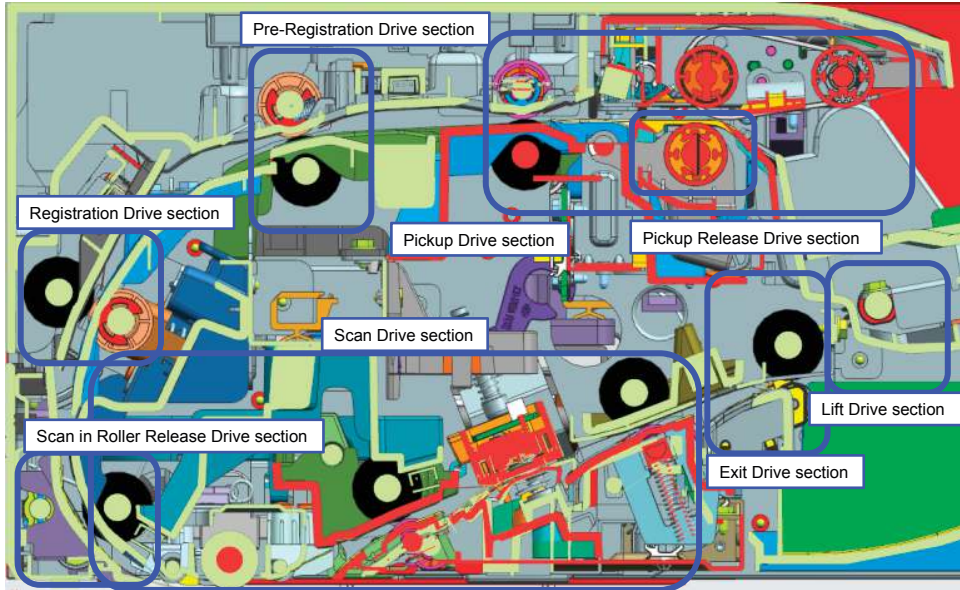 Pre-Registration Drive section
Registration Drive section
Pickup Drive section
Pickup Release Drive section
Scan Drive section
Lift Drive section
Scan in Roller Release Drive section
Exit Drive section